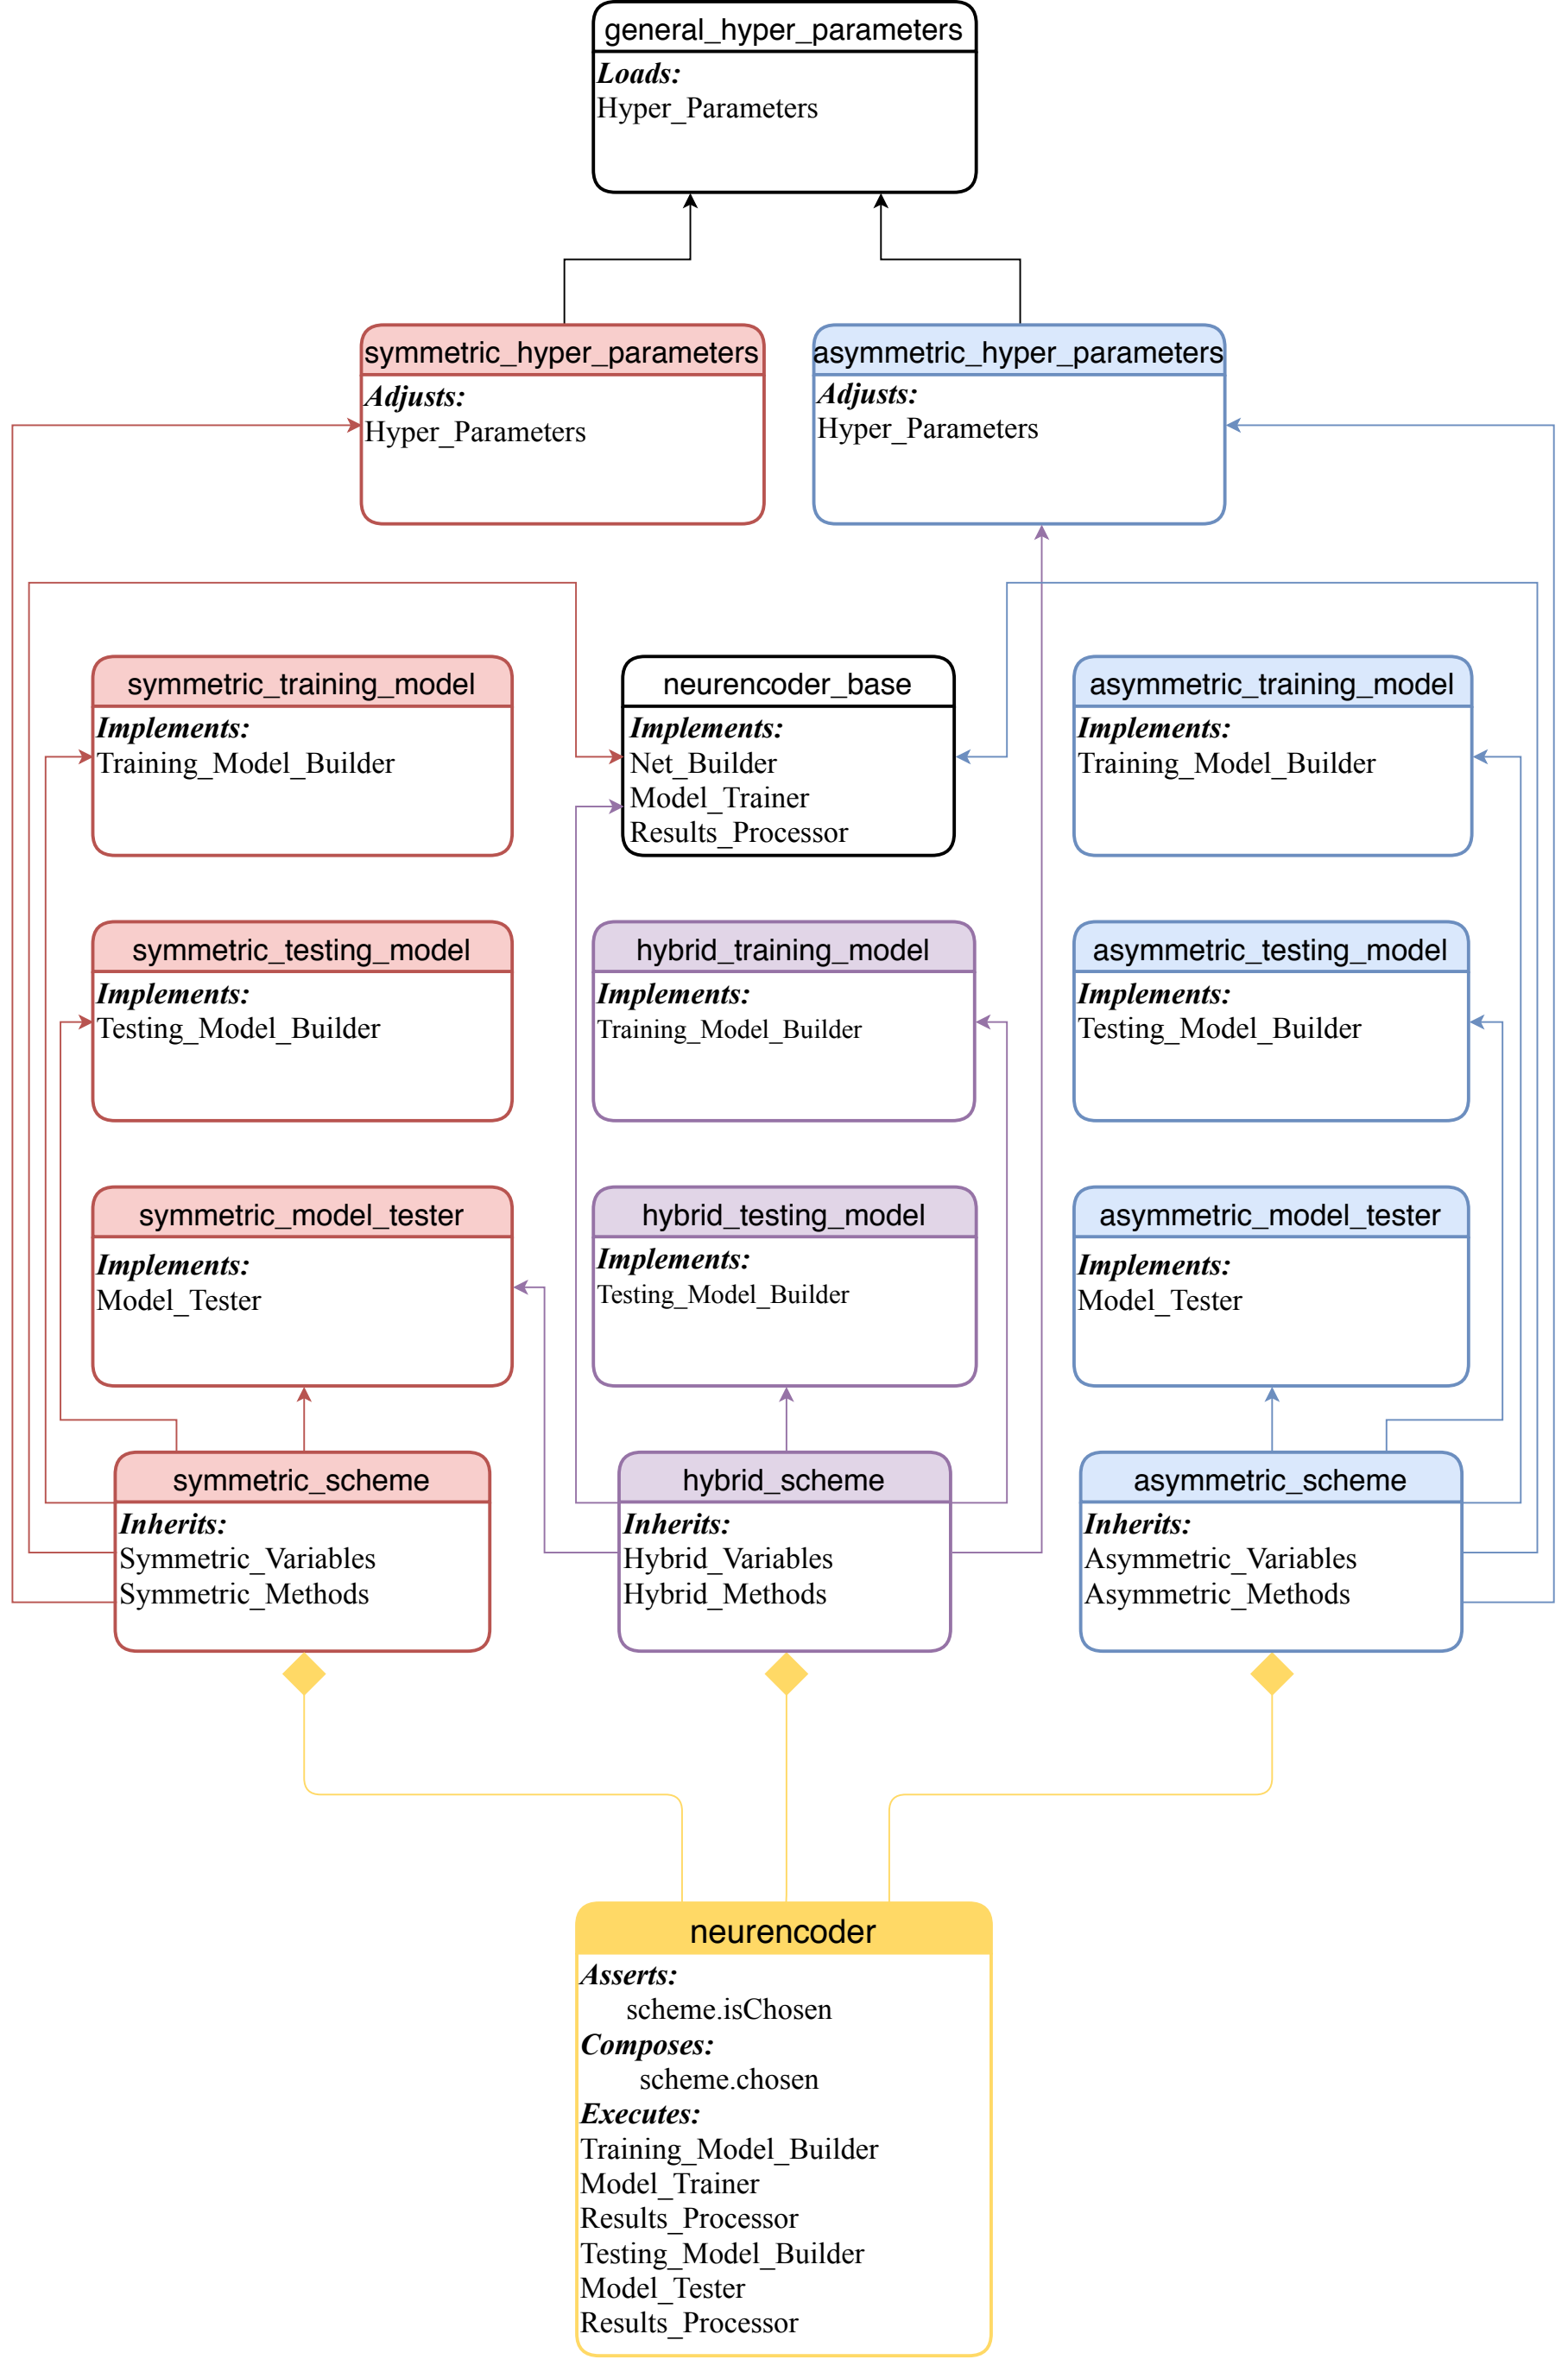 general_hyper_parameters
Loads:
Hyper_Parameters
symmetric_hyper_parameters
Adjusts:
Hyper_Parameters
asymmetric_hyper_parameters
Adjusts:
Hyper_Parameters
symmetric_training_model
Implements:
Training_Model_Builder
neurencoder_base
Implements:
Net_Builder
Model_Trainer
Results_Processor
asymmetric_training_model
Implements:
Training_Model_Builder
symmetric_testing_model
Implements:
Testing_Model_Builder
hybrid_training_model
Implements:
Training_Model_Builder
asymmetric_testing_model
Implements:
Testing_Model_Builder
symmetric_model_tester
Implements:
Model_Tester
hybrid_testing_model
Implements:
Testing_Model_Builder
asymmetric_model_tester
Implements:
Model_Tester
symmetric_scheme
Inherits:
Symmetric_Variables
Symmetric_Methods
hybrid_scheme
Inherits:
Hybrid_Variables
Hybrid_Methods
asymmetric_scheme
Inherits:
Asymmetric_Variables
Asymmetric_Methods
neurencoder
Asserts:
scheme.isChosen
Composes:
scheme.chosen
Executes:
Training_Model_Builder
Model_Trainer
Results_Processor
Testing_Model_Builder
Model_Tester
Results_Processor